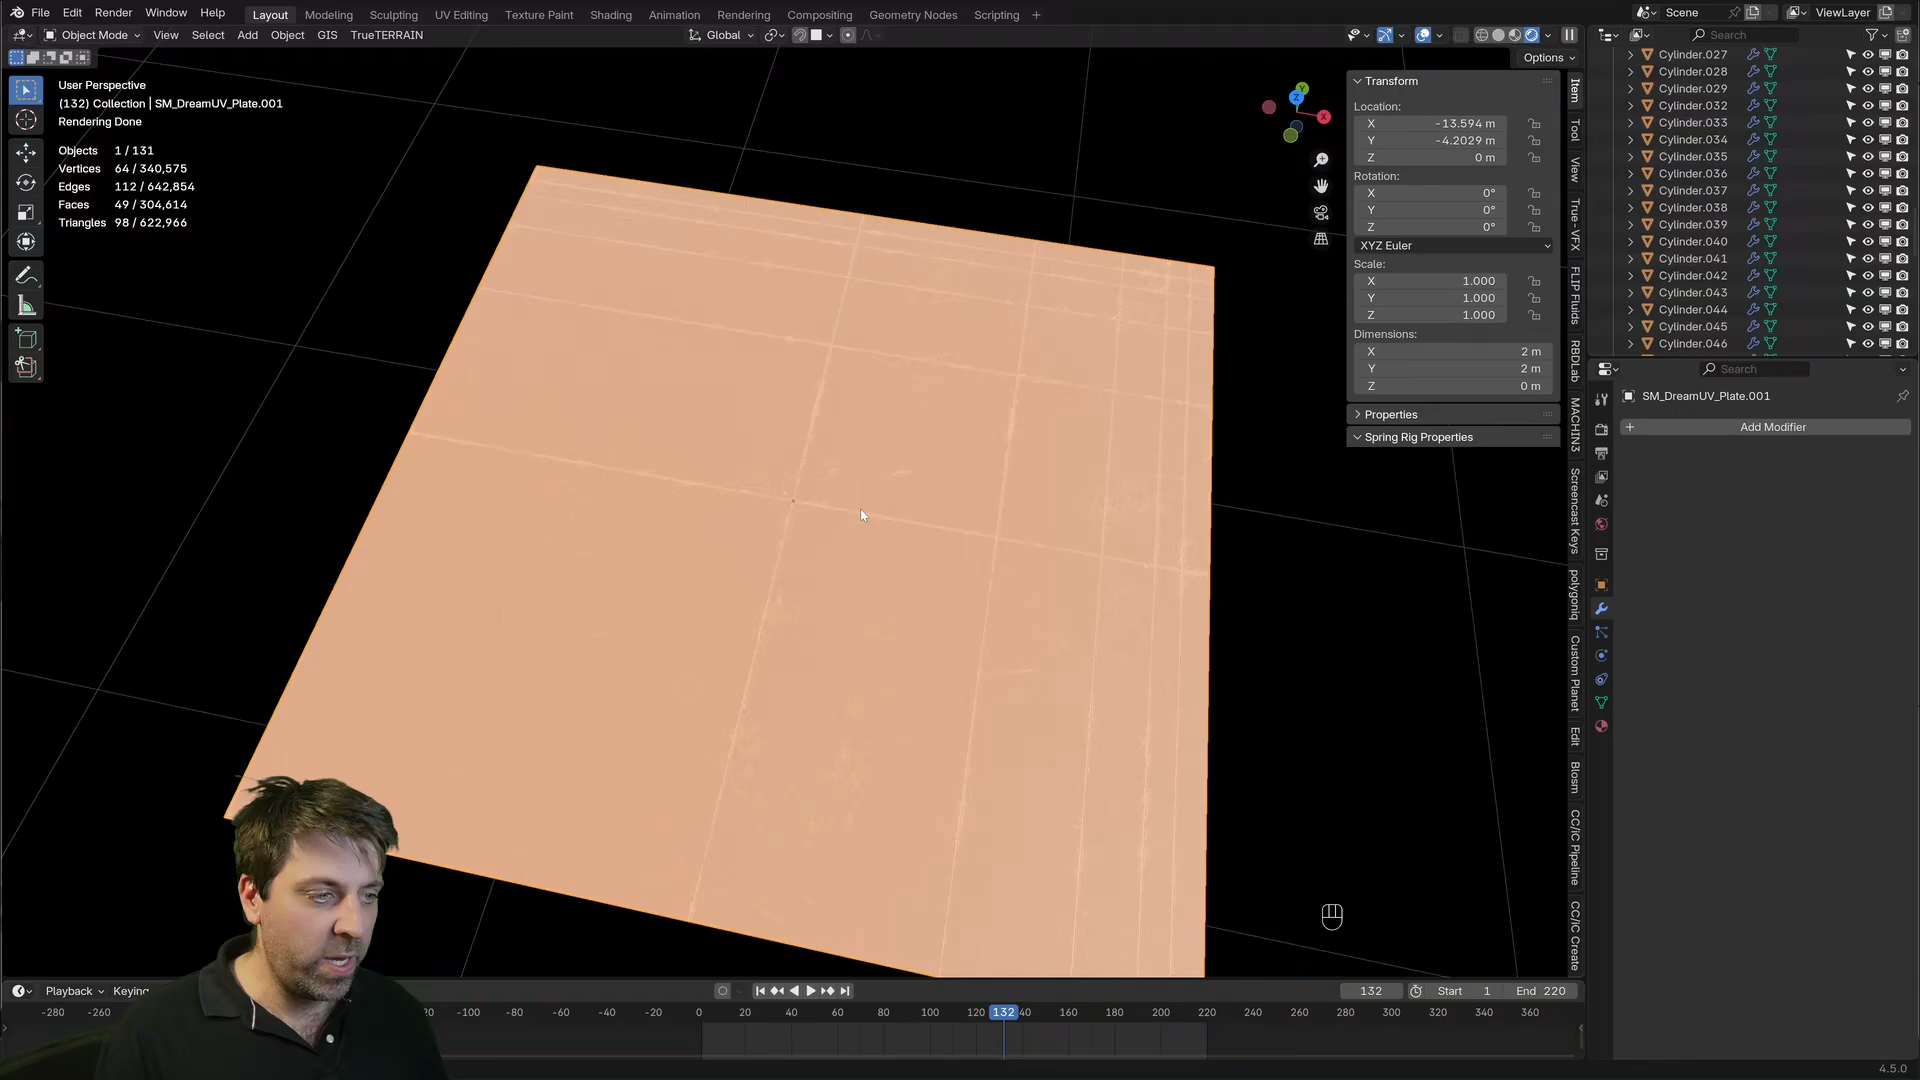 File Edit Render Window Help Layout Modeling Sculpting UV Editing Texture Paint Shading Animation Rendering Compositing Geometry Nodes Scripting + Scene ViewLayer
Object Mode View Select Add Object GIS TrueTERRAIN Global Search
Options
User Perspective
(132) Collection | SM_DreamUV_Plate.001
Rendering Done
Objects 1 / 131
Vertices 64 / 340,575
Edges 112 / 642,854
Faces 49 / 304,614
Triangles 98 / 622,966
Z
Y
X
Transform
Location:
X -13.594 m
Y -4.2029 m
Z 0 m
Rotation:
X 0°
Y 0°
Z 0°
XYZ Euler
Scale:
X 1.000
Y 1.000
Z 1.000
Dimensions:
X 2 m
Y 2 m
Z 0 m
Properties
Spring Rig Properties
Item
Tool
View
True-VFX
FLIP Fluids
RBDLab
MACHIN3
Screencast Keys
polygoniq
Custom Planet
Edit
Blosm
CC/iC Pipeline
CC/iC Create
Cylinder.027
Cylinder.028
Cylinder.029
Cylinder.032
Cylinder.033
Cylinder.034
Cylinder.035
Cylinder.036
Cylinder.037
Cylinder.038
Cylinder.039
Cylinder.040
Cylinder.041
Cylinder.042
Cylinder.043
Cylinder.044
Cylinder.045
Cylinder.046
Search
SM_DreamUV_Plate.001
+ Add Modifier
Playback Keying 132 Start 1 End 220
-280 -260 -120 -100 -80 -60 -40 -20 0 20 40 60 80 100 120 132 40 160 180 200 220 240 260 280 300 320 340 360
4.5.0